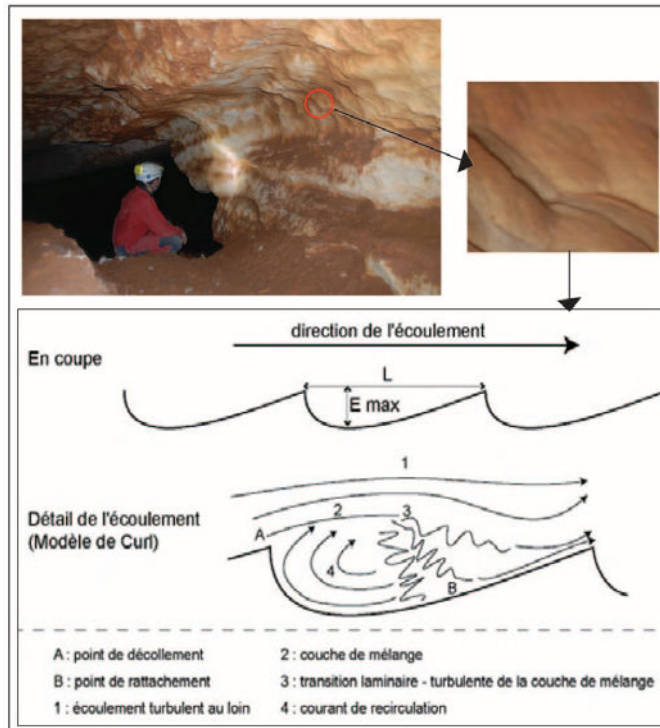 direction de l'écoulement
En coupe
L
E max
1
Détail de l'écoulement
(Modèle de Curl)
2
3
A
4
B
A : point de décollement
2 : couche de mélange
B : point de rattachement
3 : transition laminaire - turbulente de la couche de mélange
1 : écoulement turbulent au loin
4 : courant de recirculation